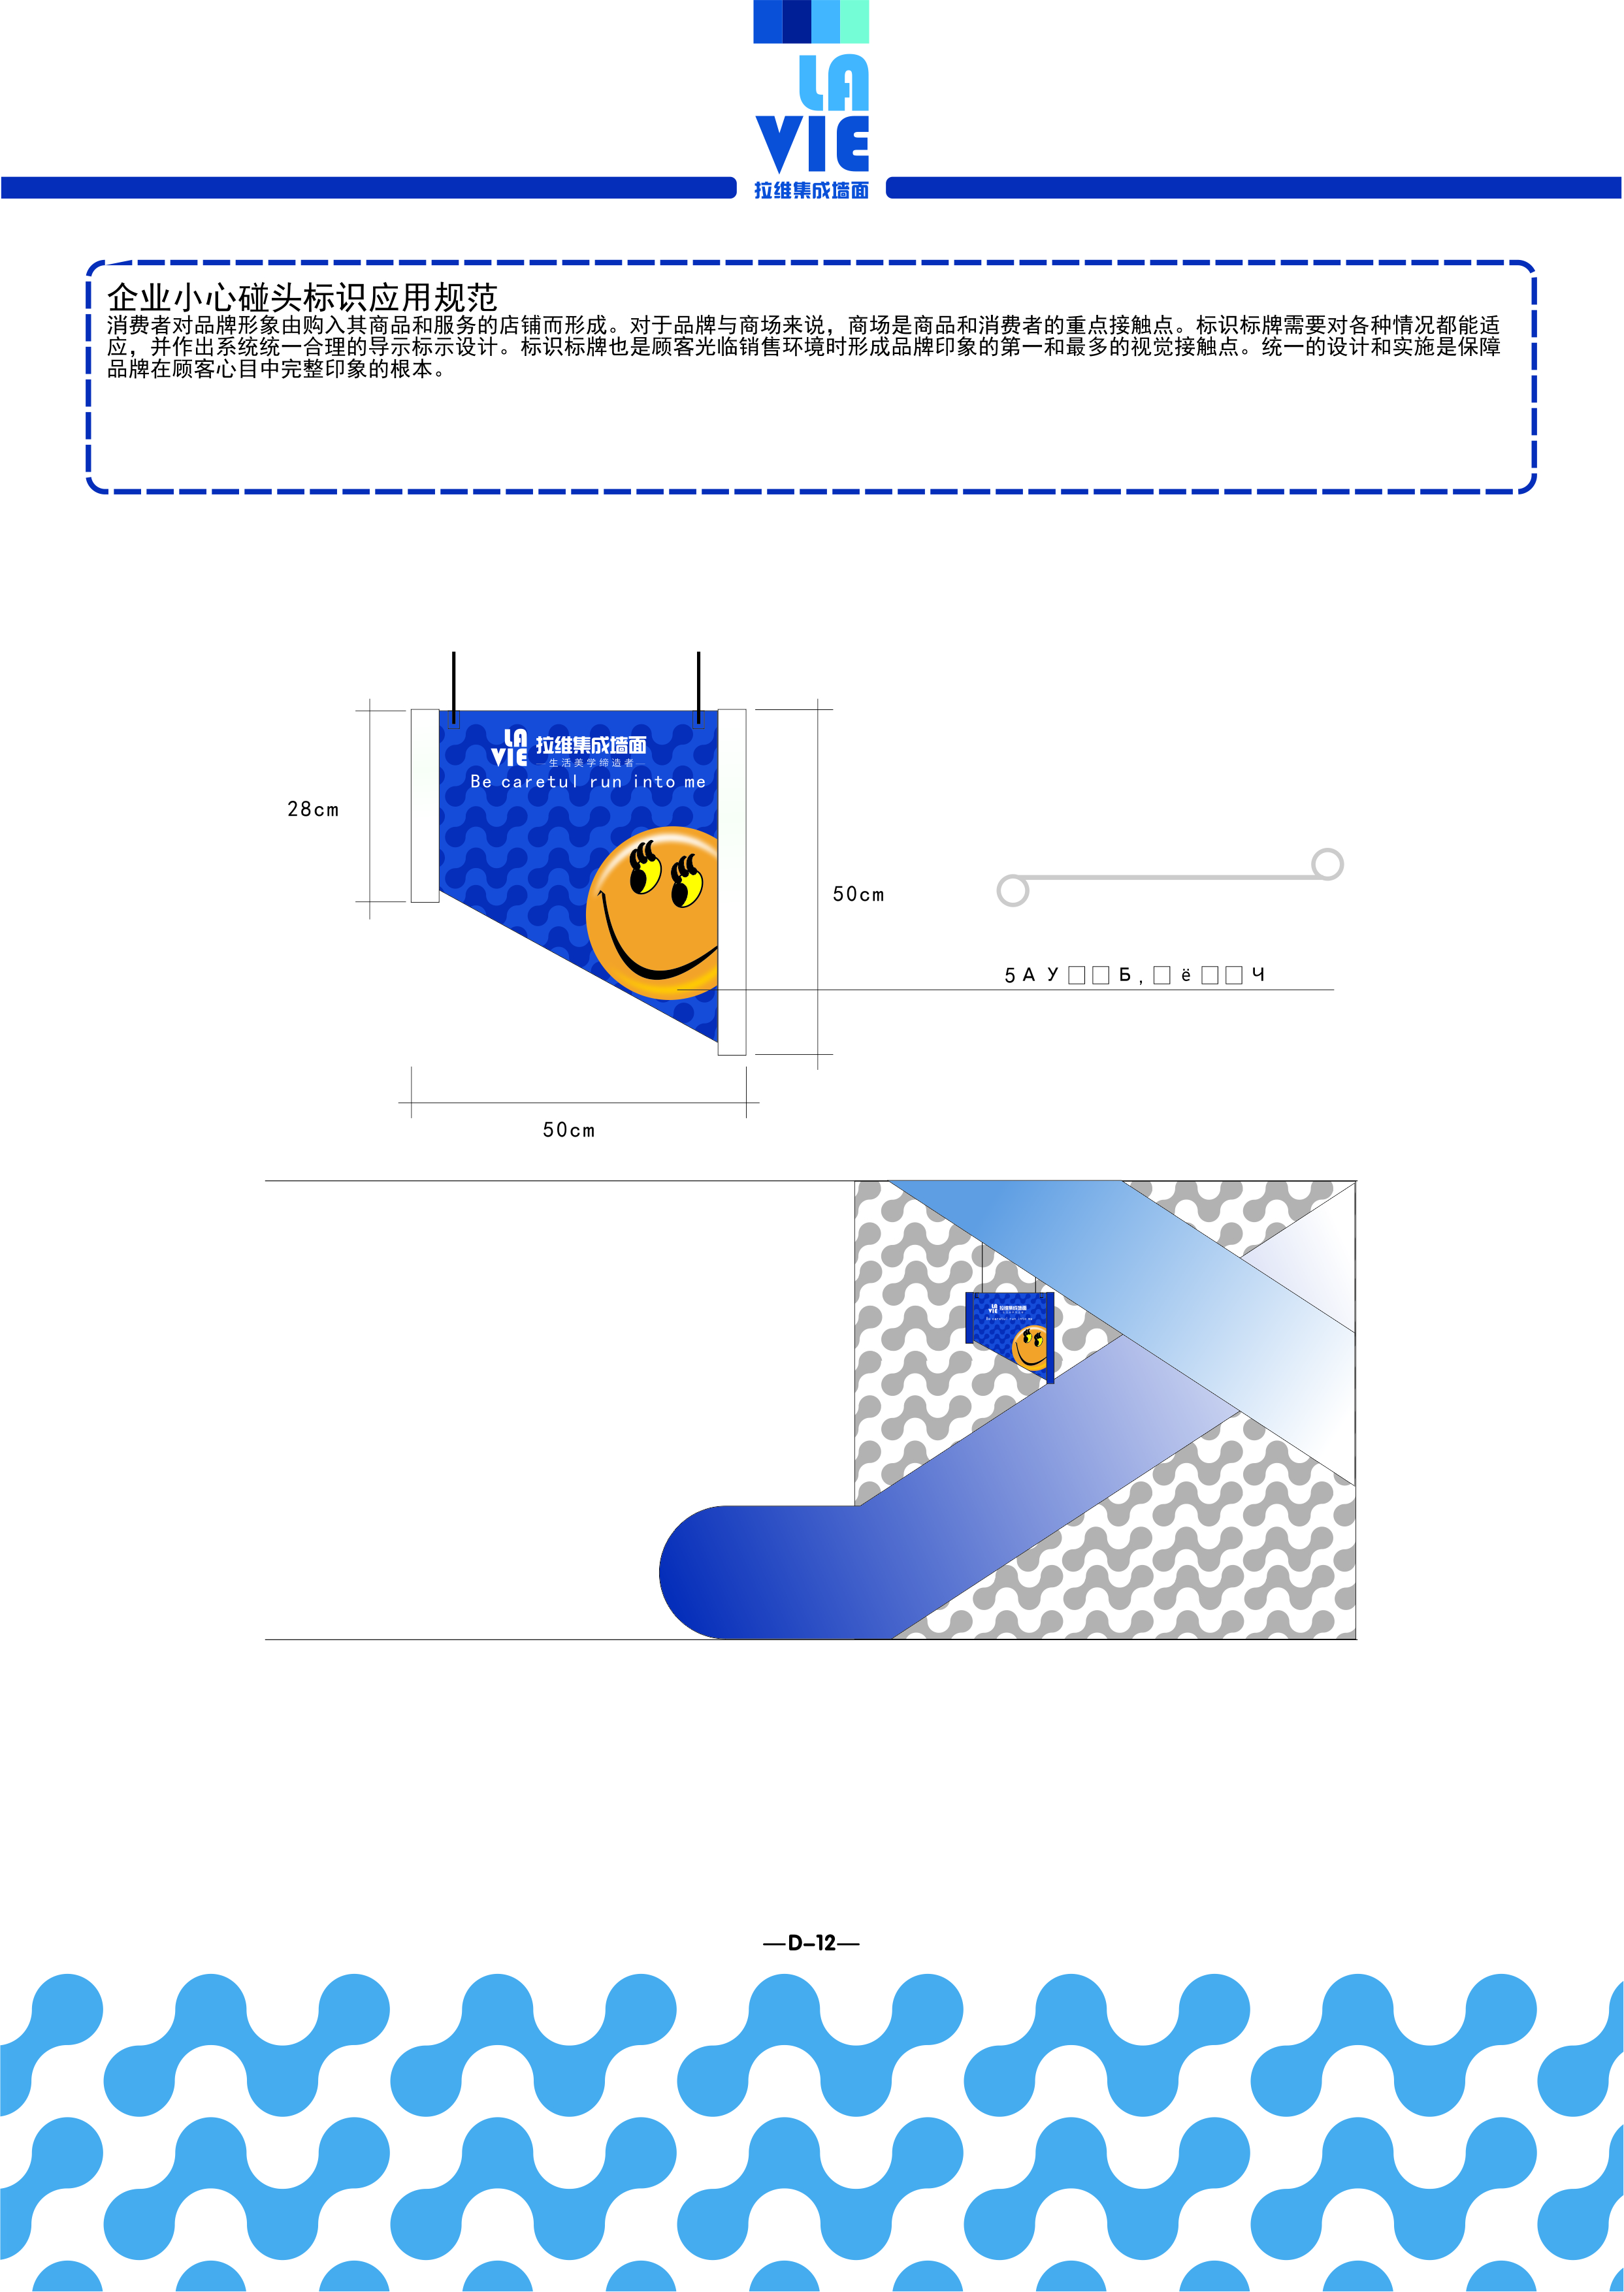 LA
VIE
拉维集成墙面
企业小心碰头标识应用规范
消费者对品牌形象由购入其商品和服务的店铺而形成。对于品牌与商场来说，商场是商品和消费者的重点接触点。标识标牌需要对各种情况都能适
应，并作出系统统一合理的导示标示设计。标识标牌也是顾客光临销售环境时形成品牌印象的第一和最多的视觉接触点。统一的设计和实施是保障
品牌在顾客心目中完整印象的根本。
LA
VIE
拉维集成墙面
—生活美学缔造者—
Be caretul run into me
28cm
50cm
5А У□□Б,□ё□□Ч
50cm
LA
VIE
拉维集成墙面
Be caretul run into me
—D-12—